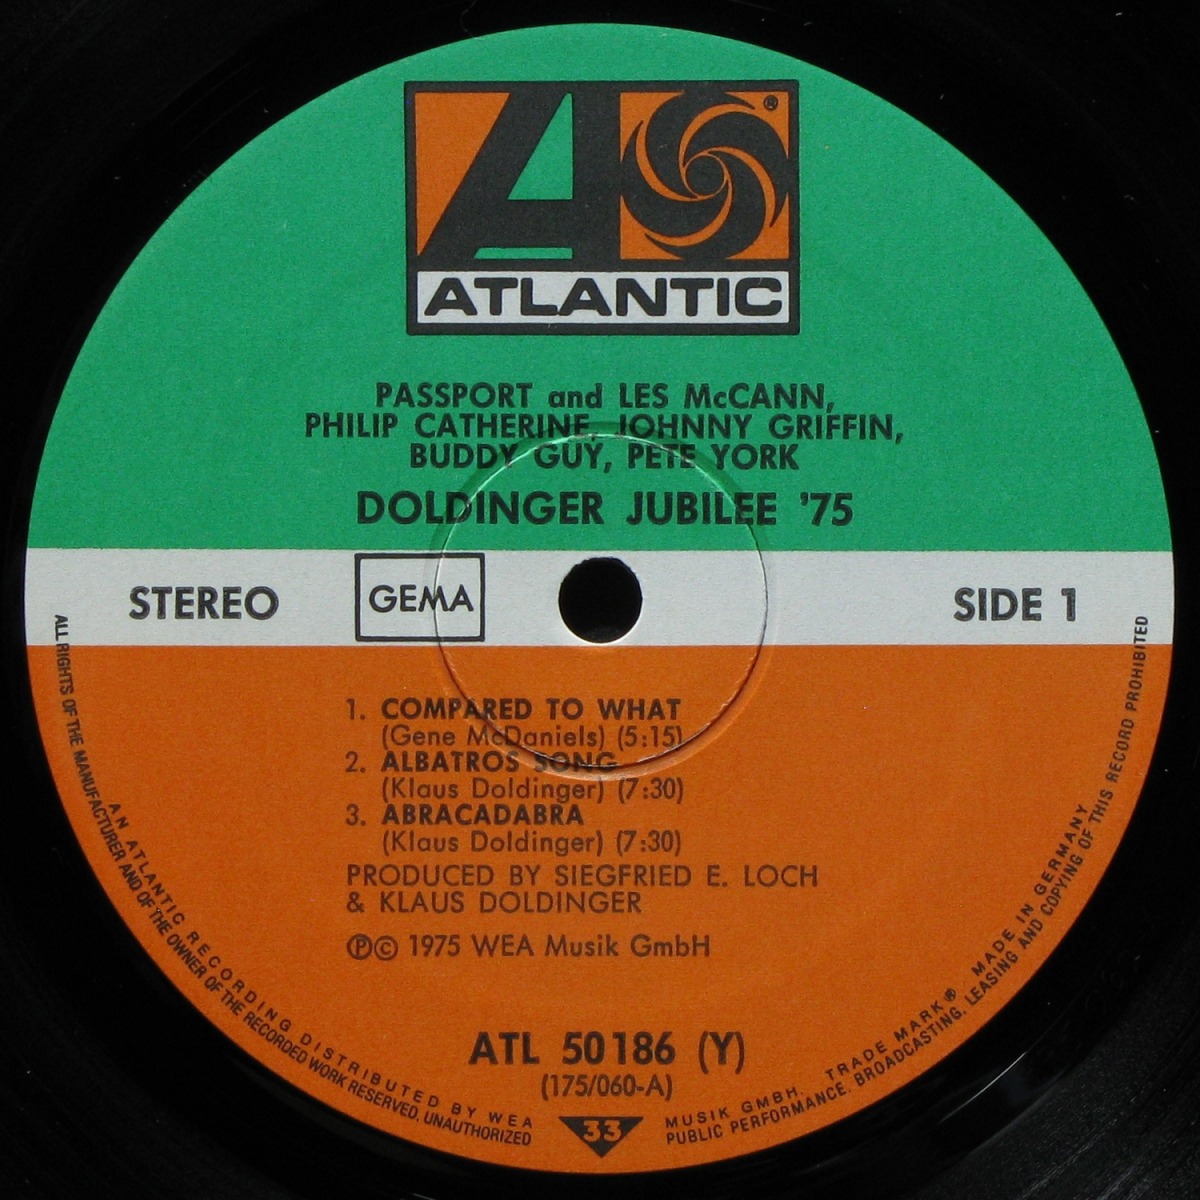 ®
ATLANTIC
PASSPORT and LES McCANN,
PHILIP CATHERINE, JOHNNY GRIFFIN,
BUDDY GUY, PETE YORK
DOLDINGER JUBILEE '75
STEREO
GEMA
SIDE 1
1. COMPARED TO WHAT
(Gene McDaniels) (5:15)
2. ALBATROS SONG
(Klaus Doldinger) (7:30)
3. ABRACADABRA
(Klaus Doldinger) (7:30)
PRODUCED BY SIEGFRIED E. LOCH
& KLAUS DOLDINGER
℗© 1975 WEA Musik GmbH
ATL 50 186 (Y)
(175/060-A)
33
AN ATLANTIC RECORDING DISTRIBUTED BY WEA MUSIK GMBH. TRADE MARK ® MADE IN GERMANY
ALL RIGHTS OF THE MANUFACTURER AND OF THE OWNER OF THE RECORDED WORK RESERVED. UNAUTHORIZED PUBLIC PERFORMANCE. BROADCASTING. LEASING AND COPYING OF THIS RECORD PROHIBITED